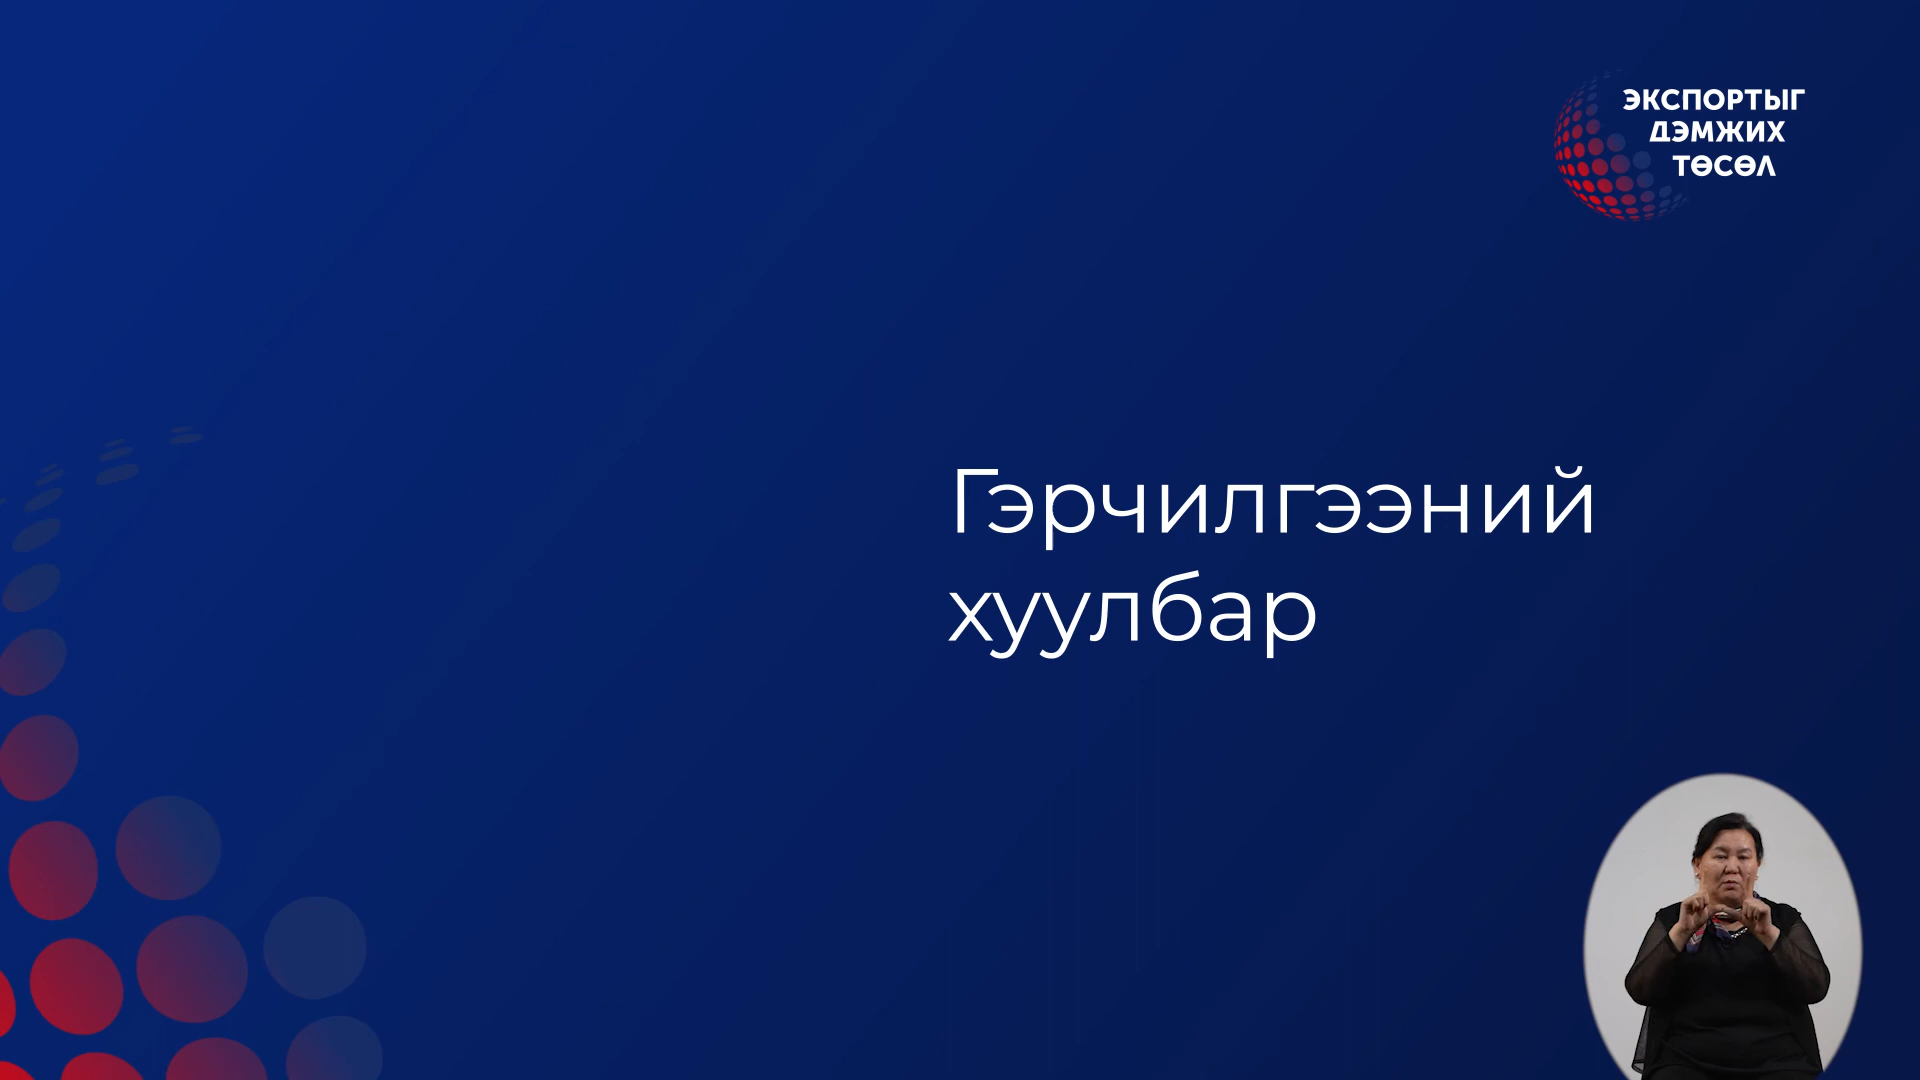 ЭКСПОРТЫГ
ДЭМЖИХ
ТӨСӨЛ
Гэрчилгээний
хуулбар